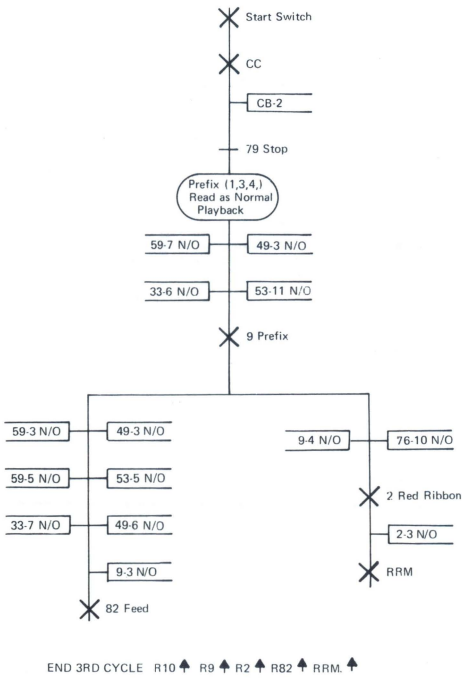 Start Switch
CC
CB-2
79 Stop
Prefix (1,3,4,)
Read as Normal
Playback
59-7 N/O 49-3 N/O
33-6 N/O 53-11 N/O
9 Prefix
59-3 N/O 49-3 N/O 9-4 N/O 76-10 N/O
59-5 N/O 53-5 N/O
2 Red Ribbon
33-7 N/O 49-6 N/O 2-3 N/O
9-3 N/O RRM
82 Feed
END 3RD CYCLE R10 ↑ R9 ↑ R2 ↑ R82 ↑ RRM. ↑